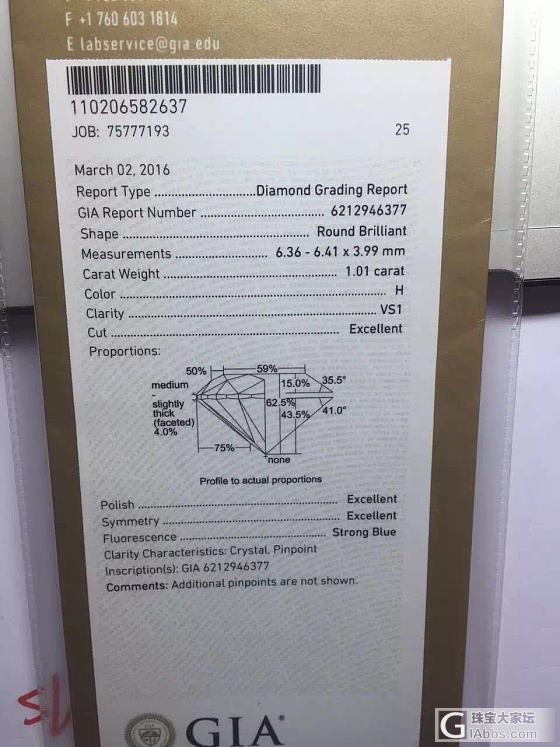 F +1 760 603 1814
E labservice@gia.edu
110206582637
JOB: 75777193 25
March 02, 2016
Report Type ........................ Diamond Grading Report
GIA Report Number ............................ 6212946377
Shape .......................................... Round Brilliant
Measurements ..................... 6.36 - 6.41 x 3.99 mm
Carat Weight ....................................... 1.01 carat
Color ................................................................ H
Clarity ............................................................ VS1
Cut ......................................................... Excellent
Proportions:
50% 59%
medium
-
slightly
thick
(faceted)
4.0%
15.0% 35.5°
62.5%
43.5% 41.0°
75%
none
Profile to actual proportions
Polish .................................................. Excellent
Symmetry ........................................... Excellent
Fluorescence .................................. Strong Blue
Clarity Characteristics: Crystal, Pinpoint
Inscription(s): GIA 6212946377
Comments: Additional pinpoints are not shown.
GIA®
珠宝大家坛
GIAbbs.com